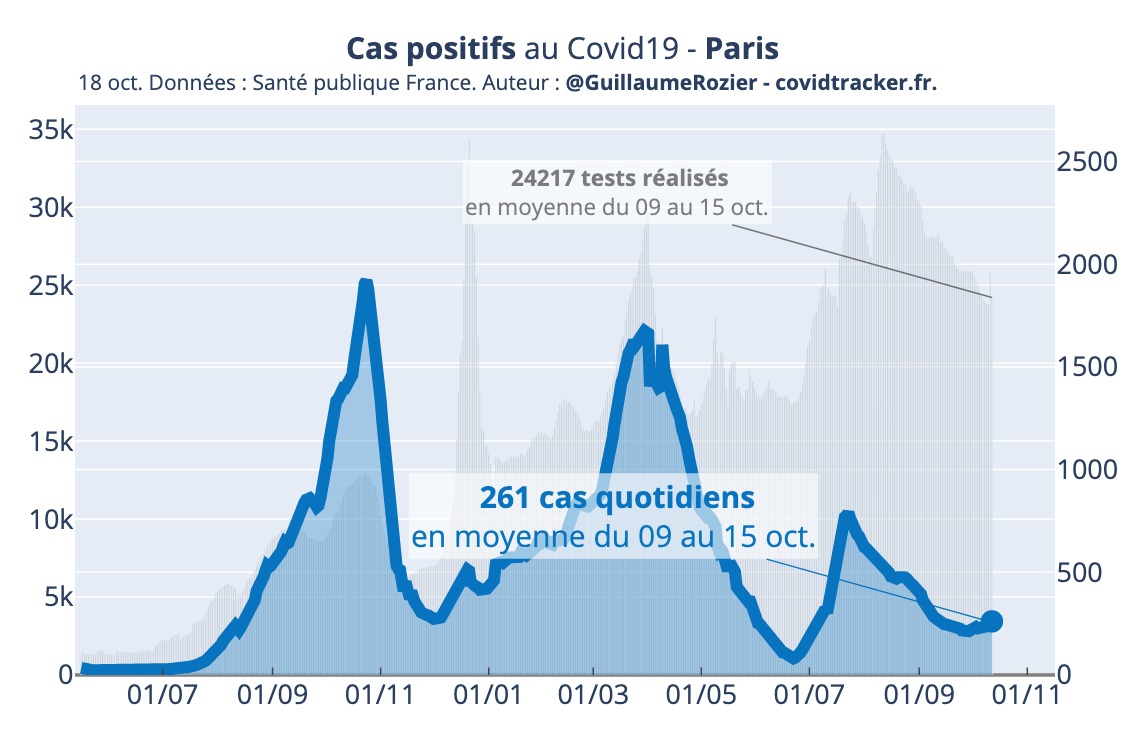 Cas positifs au Covid19 - Paris
18 oct. Données : Santé publique France. Auteur : @GuillaumeRozier - covidtracker.fr.
35k
30k
25k
20k
15k
10k
5k
0
2500
2000
1500
1000
500
0
24217 tests réalisés
en moyenne du 09 au 15 oct.
261 cas quotidiens
en moyenne du 09 au 15 oct.
01/07 01/09 01/11 01/01 01/03 01/05 01/07 01/09 01/11